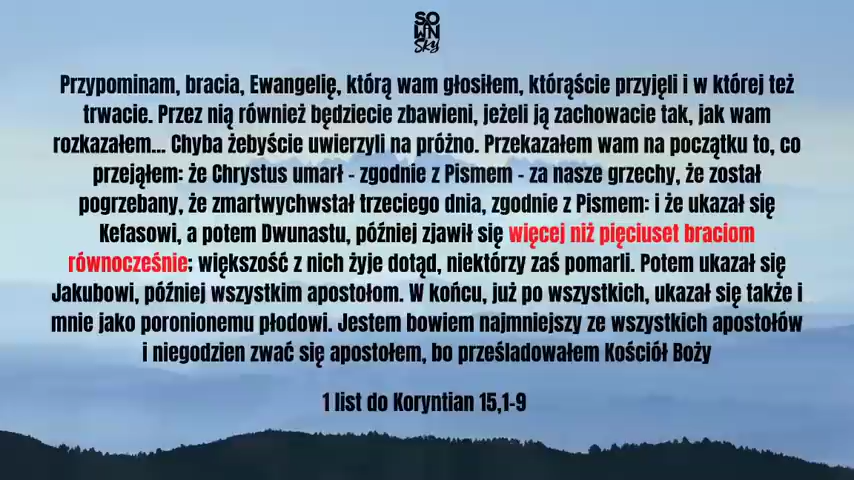 SOWN
SKY
Przypominam, bracia, Ewangelię, którą wam głosiłem, którąście przyjęli i w której też
trwacie. Przez nią również będziecie zbawieni, jeżeli ją zachowacie tak, jak wam
rozkazałem... Chyba żebyście uwierzyli na próżno. Przekazałem wam na początku to, co
przejąłem: że Chrystus umarł - zgodnie z Pismem - za nasze grzechy, że został
pogrzebany, że zmartwychwstał trzeciego dnia, zgodnie z Pismem: i że ukazał się
Kefasowi, a potem Dwunastu, później zjawił się więcej niż pięciuset braciom
równocześnie; większość z nich żyje dotąd, niektórzy zaś pomarli. Potem ukazał się
Jakubowi, później wszystkim apostołom. W końcu, już po wszystkich, ukazał się także i
mnie jako poronionemu płodowi. Jestem bowiem najmniejszy ze wszystkich apostołów
i niegodzien zwać się apostołem, bo prześladowałem Kościół Boży
1 list do Koryntian 15,1-9